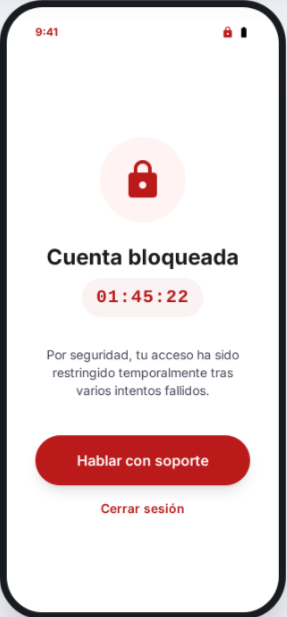 9:41
Cuenta bloqueada
01:45:22
Por seguridad, tu acceso ha sido
restringido temporalmente tras
varios intentos fallidos.
Hablar con soporte
Cerrar sesión